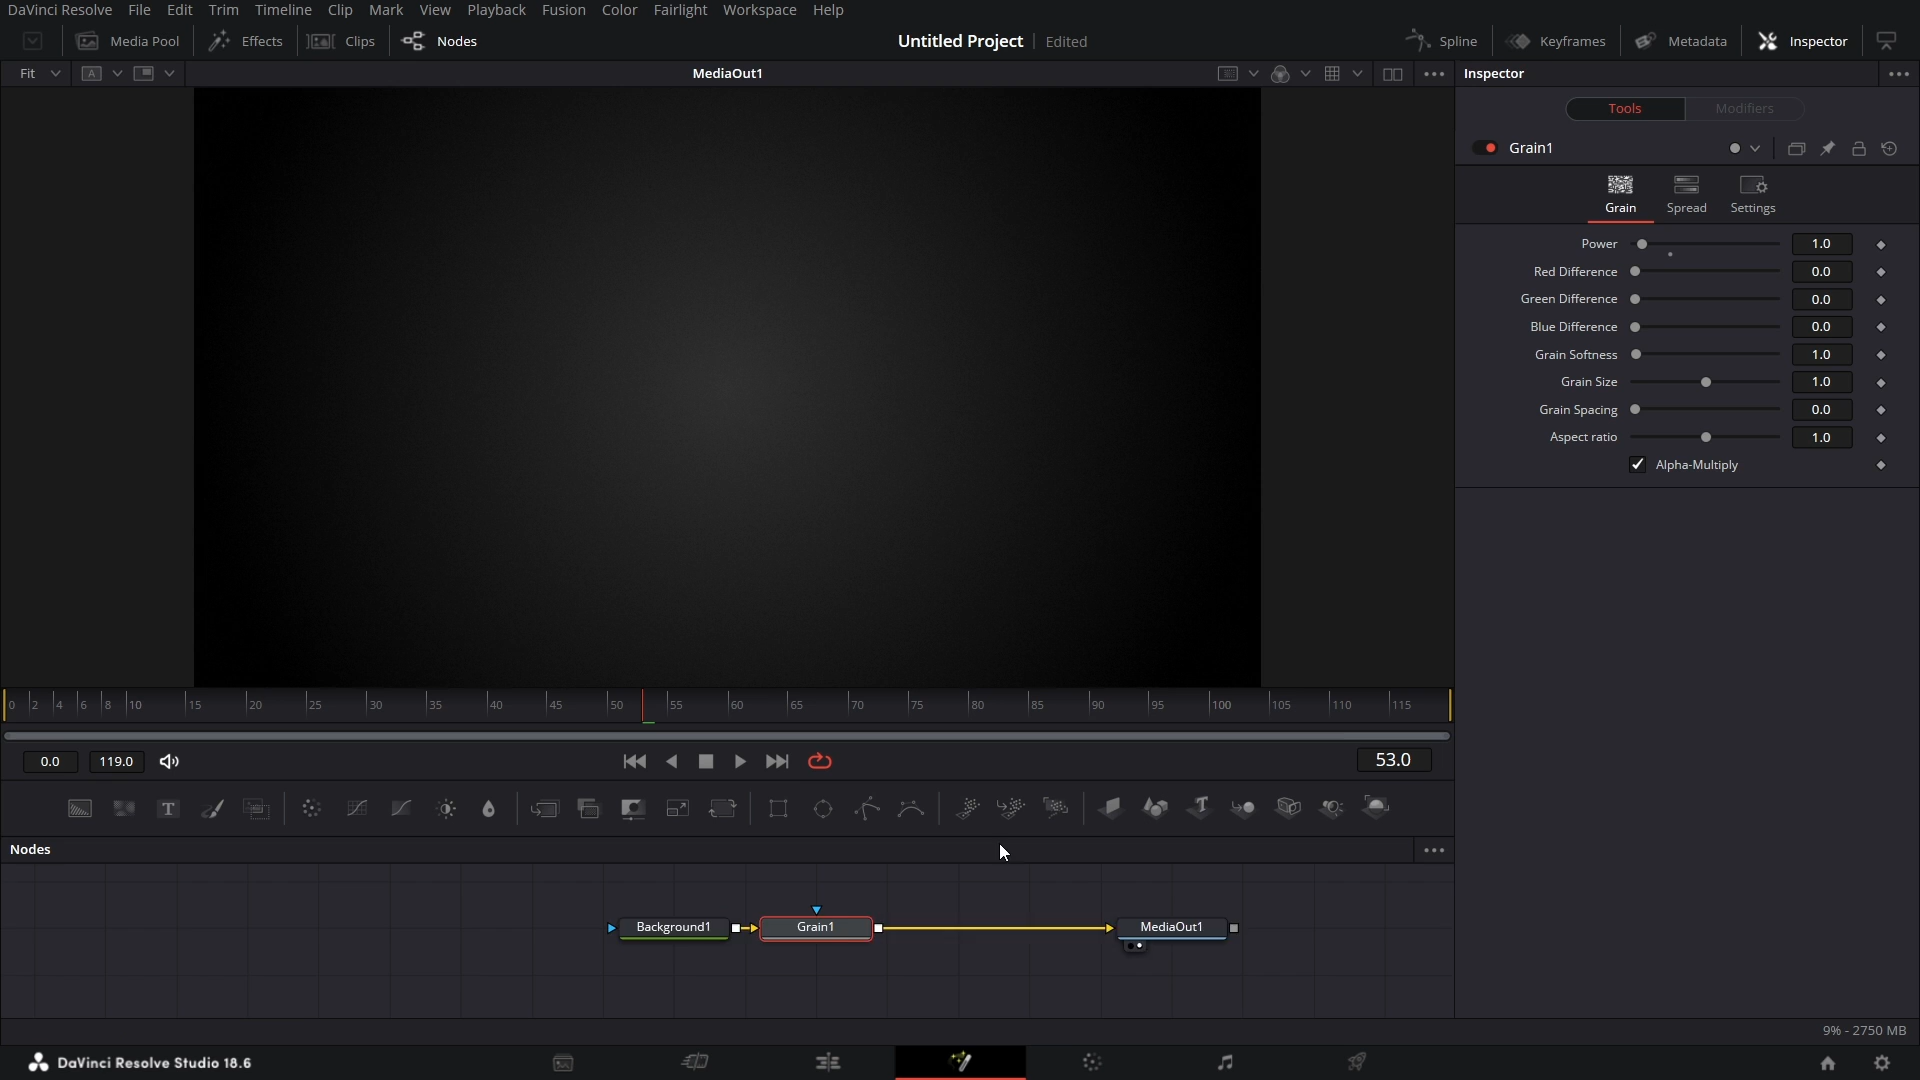 DaVinci Resolve File Edit Trim Timeline Clip Mark View Playback Fusion Color Fairlight Workspace Help
Media Pool Effects Clips Nodes Untitled Project Edited Spline Keyframes Metadata Inspector
Fit A MediaOut1 Inspector
Tools Modifiers
Grain1
Grain Spread Settings
Power 1.0
Red Difference 0.0
Green Difference 0.0
Blue Difference 0.0
Grain Softness 1.0
Grain Size 1.0
Grain Spacing 0.0
Aspect ratio 1.0
Alpha-Multiply
0 2 4 6 8 10 15 20 25 30 35 40 45 50 55 60 65 70 75 80 85 90 95 100 105 110 115
0.0 119.0 53.0
T T
Nodes
Background1 Grain1 MediaOut1
9% - 2750 MB
DaVinci Resolve Studio 18.6